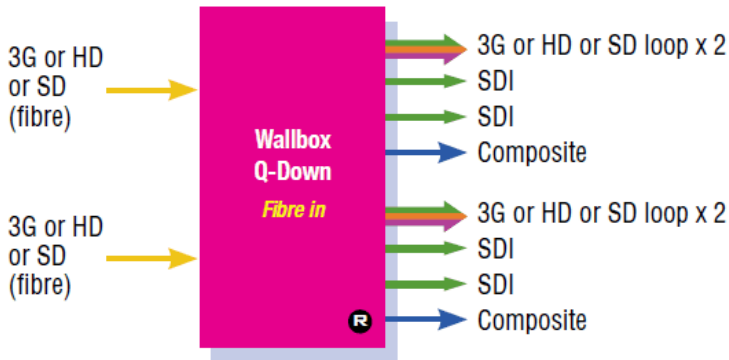 3G or HD
or SD
(fibre)
3G or HD
or SD
(fibre)
Wallbox
Q-Down
Fibre in
R
3G or HD or SD loop x 2
SDI
SDI
Composite
3G or HD or SD loop x 2
SDI
SDI
Composite